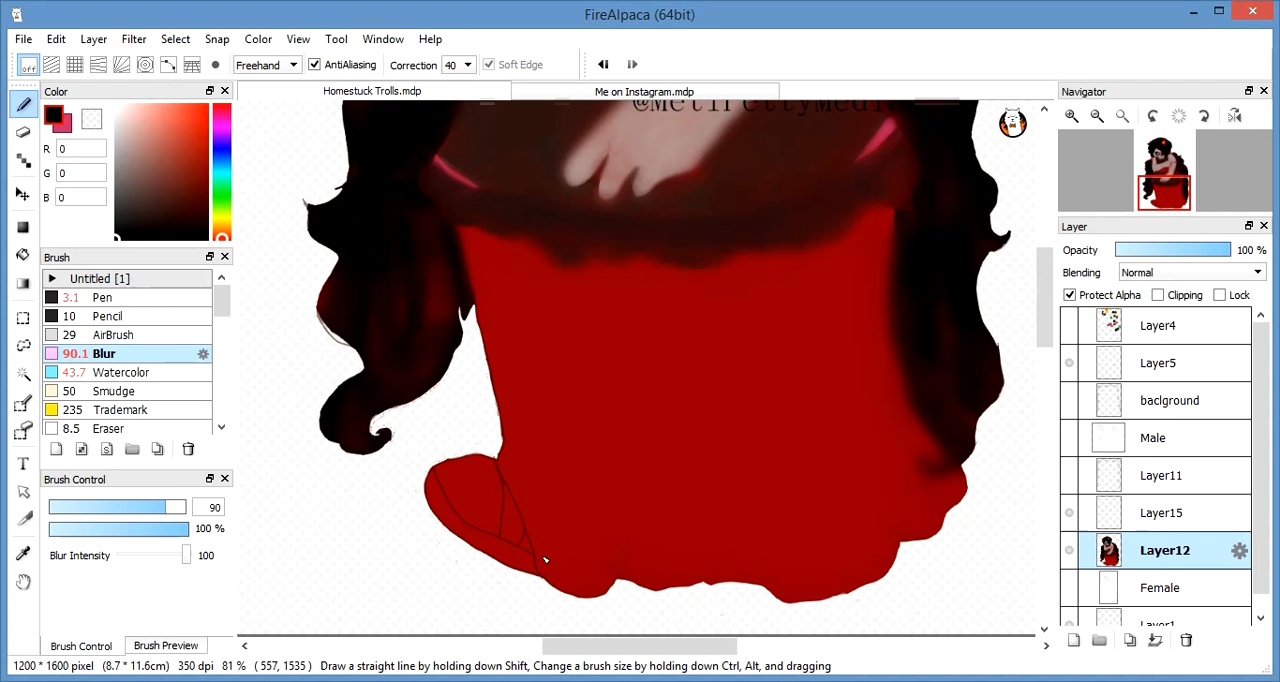 FireAlpaca (64bit)
File Edit Layer Filter Select Snap Color View Tool Window Help
off Freehand AntiAliasing Correction 40 Soft Edge
Color Homestuck Trolls.mdp Me on Instagram.mdp Navigator
R 0
G 0
B 0
Layer
Opacity 100 %
Blending Normal
Protect Alpha Clipping Lock
Brush
Untitled [1]
3.1 Pen
10 Pencil
29 AirBrush
90.1 Blur
43.7 Watercolor
50 Smudge
235 Trademark
8.5 Eraser
Brush Control
90
100 %
Blur Intensity 100
Brush Control Brush Preview
Layer4
Layer5
baclground
Male
Layer11
Layer15
Layer12
Female
1200 * 1600 pixel (8.7 * 11.6cm) 350 dpi 81 % ( 557, 1535 ) Draw a straight line by holding down Shift, Change a brush size by holding down Ctrl, Alt, and dragging